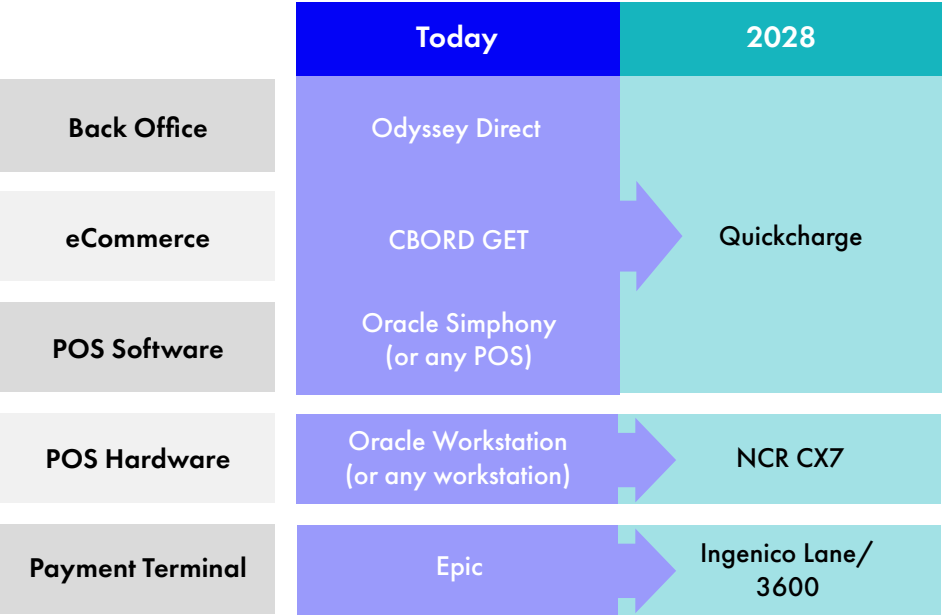 Today 2028
Back Office Odyssey Direct
eCommerce CBORD GET Quickcharge
POS Software Oracle Simphony
(or any POS)
POS Hardware Oracle Workstation
(or any workstation) NCR CX7
Payment Terminal Epic Ingenico Lane/
3600